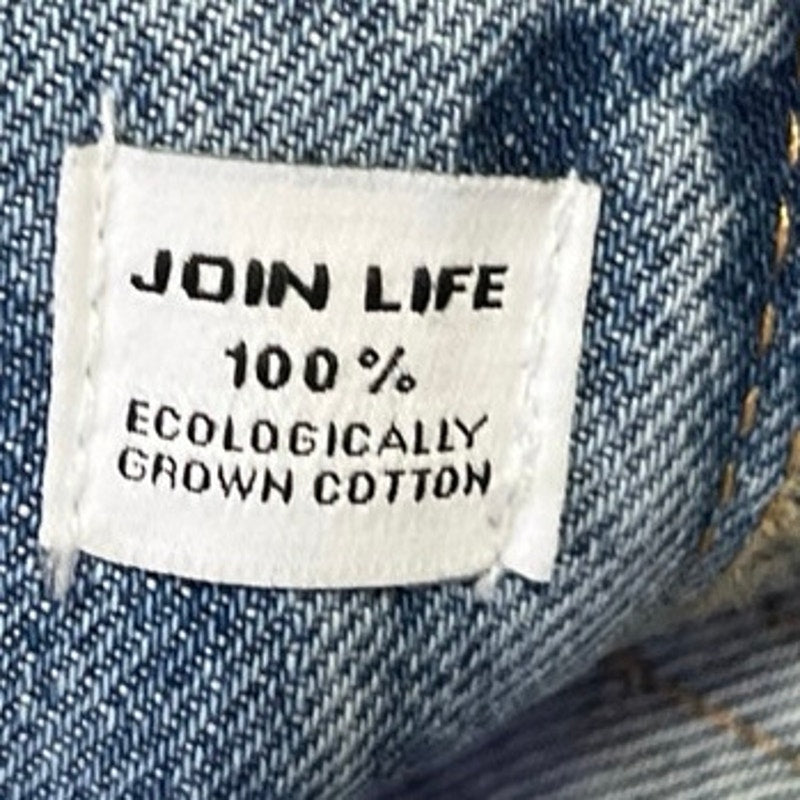 JOIN LIFE
100%
ECOLOGICALLY
GROWN COTTON